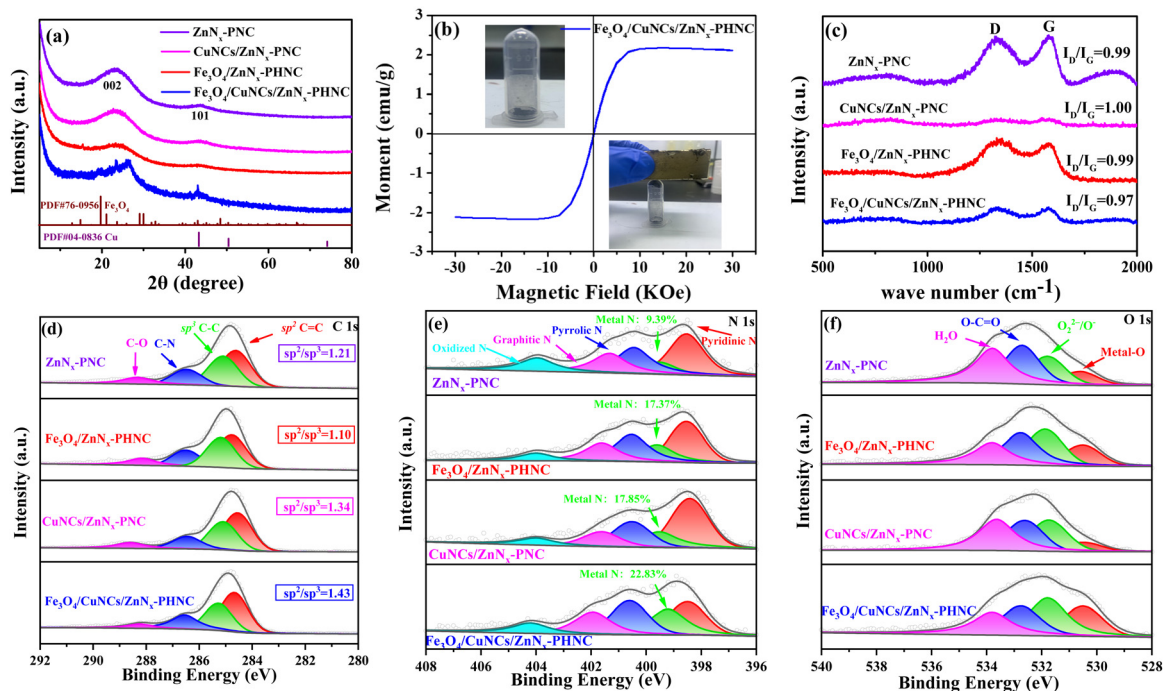 (a)
ZnNₓ-PNC
CuNCs/ZnNₓ-PNC
Fe₃O₄/ZnNₓ-PHNC
Fe₃O₄/CuNCs/ZnNₓ-PHNC
002
101
PDF#76-0956 Fe₃O₄
PDF#04-0836 Cu
20 40 60 80
2θ (degree)
Intensity (a.u.)
(b)
Fe₃O₄/CuNCs/ZnNₓ-PHNC
3
2
1
0
-1
-2
-3
-30 -20 -10 0 10 20 30
Magnetic Field (KOe)
Moment (emu/g)
(c)
D G
ZnNₓ-PNC I_D/I_G=0.99
CuNCs/ZnNₓ-PNC I_D/I_G=1.00
Fe₃O₄/ZnNₓ-PHNC I_D/I_G=0.99
Fe₃O₄/CuNCs/ZnNₓ-PHNC I_D/I_G=0.97
500 1000 1500 2000
wave number (cm⁻¹)
Intensity (a.u.)
(d) C 1s
sp³ C-C sp² C=C
C-O C-N
ZnNₓ-PNC sp²/sp³=1.21
Fe₃O₄/ZnNₓ-PHNC sp²/sp³=1.10
CuNCs/ZnNₓ-PNC sp²/sp³=1.34
Fe₃O₄/CuNCs/ZnNₓ-PHNC sp²/sp³=1.43
292 290 288 286 284 282 280
Binding Energy (eV)
Intensity (a.u.)
(e) N 1s
Metal N: 9.39%
Pyrrolic N
Graphitic N Pyridinic N
Oxidized N
ZnNₓ-PNC
Metal N: 17.37%
Fe₃O₄/ZnNₓ-PHNC
Metal N: 17.85%
CuNCs/ZnNₓ-PNC
Metal N: 22.83%
Fe₃O₄/CuNCs/ZnNₓ-PHNC
408 406 404 402 400 398 396
Binding Energy (eV)
Intensity (a.u.)
(f) O 1s
O-C=O O₂²⁻/O⁻
H₂O
Metal-O
ZnNₓ-PNC
Fe₃O₄/ZnNₓ-PHNC
CuNCs/ZnNₓ-PNC
Fe₃O₄/CuNCs/ZnNₓ-PHNC
540 538 536 534 532 530 528
Binding Energy (eV)
Intensity (a.u.)